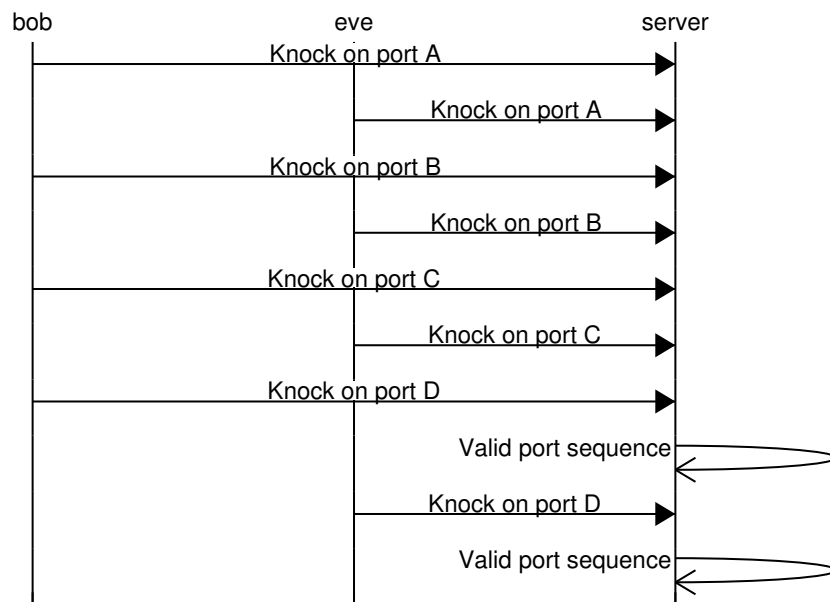 bob eve server
Knock on port A
Knock on port A
Knock on port B
Knock on port B
Knock on port C
Knock on port C
Knock on port D
Valid port sequence
Knock on port D
Valid port sequence